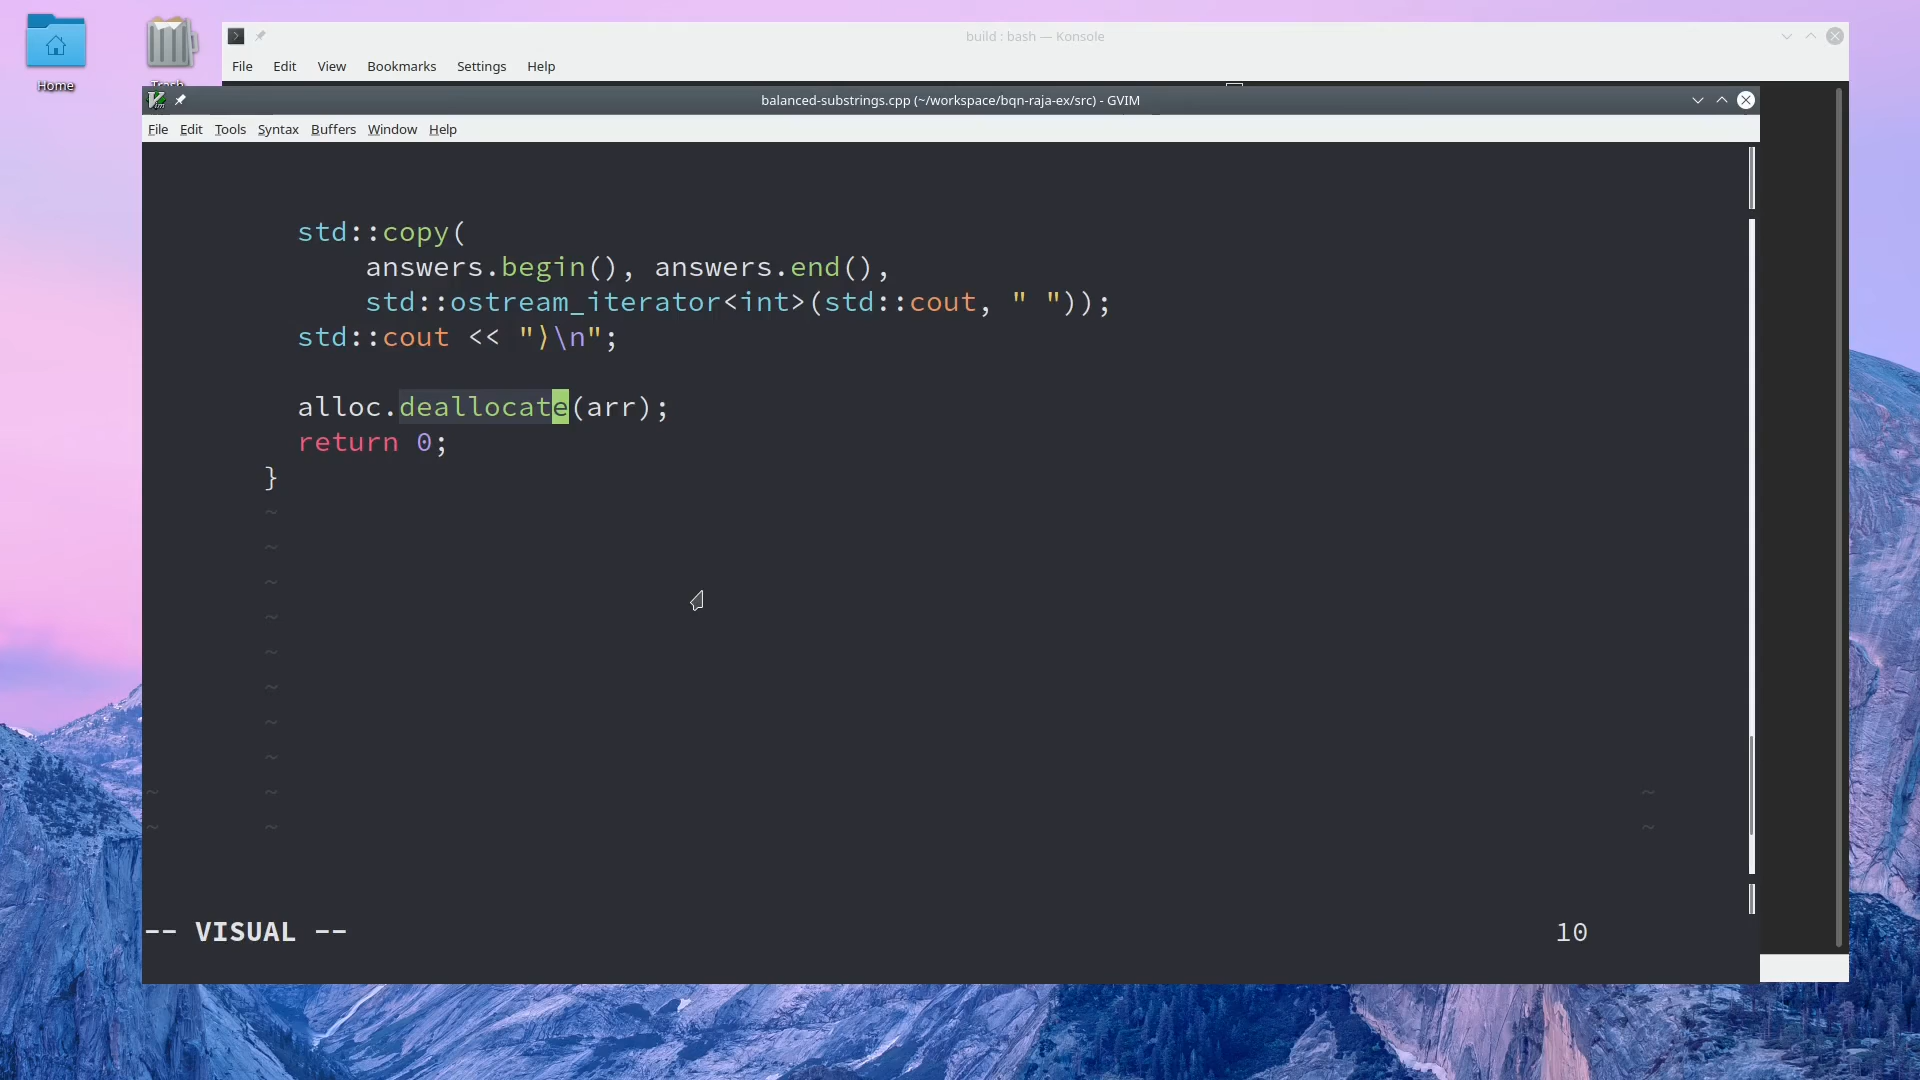 Home
Trash
build : bash — Konsole
File Edit View Bookmarks Settings Help
balanced-substrings.cpp (~/workspace/bqn-raja-ex/src) - GVIM
File Edit Tools Syntax Buffers Window Help
std::copy(
answers.begin(), answers.end(),
std::ostream_iterator<int>(std::cout, " "));
std::cout << "⟩\n";
alloc.deallocate(arr);
return 0;
}
~
~
~
~
~
~
~
~
~ ~ ~
~ ~ ~
-- VISUAL -- 10